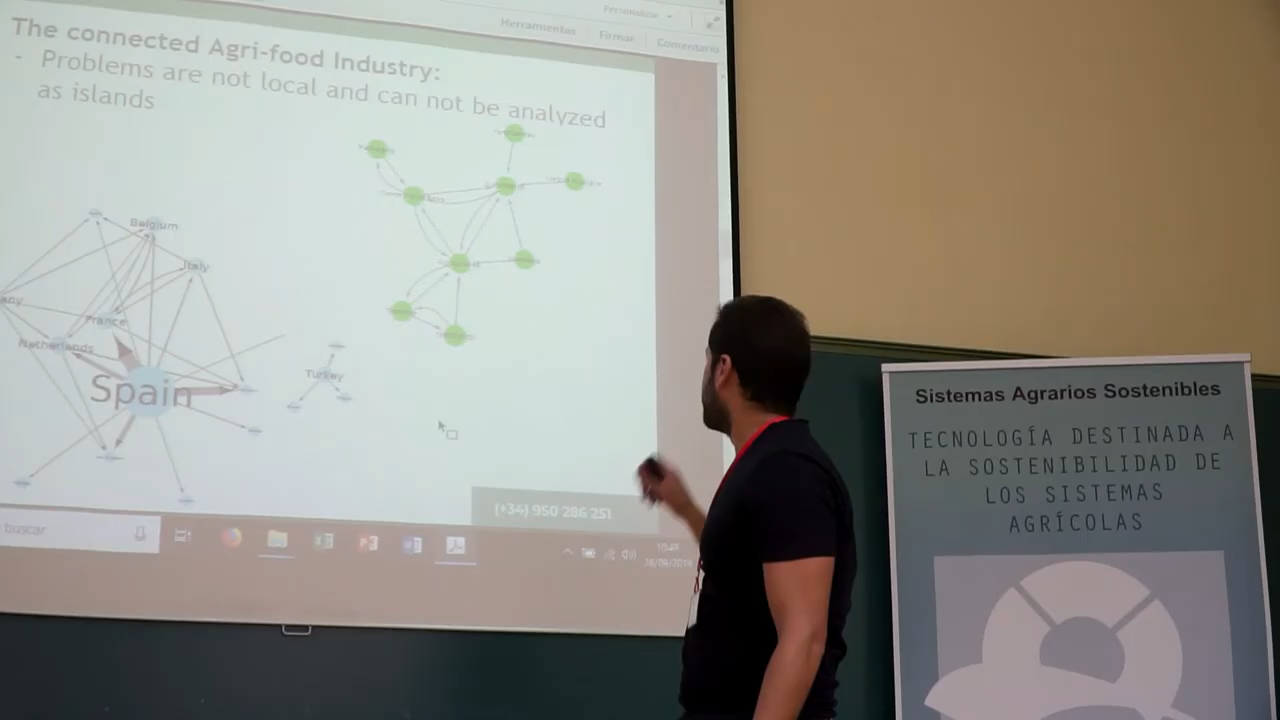 Personalizar
Herramientas
Firmar
Comentario
The connected Agri-food Industry:
- Problems are not local and can not be analyzed
as islands
Belgium
Italy
any
France
Netherlands
Spain
Turkey
(+34) 950 286 251
buscar
Sistemas Agrarios Sostenibles
TECNOLOGÍA DESTINADA A
LA SOSTENIBILIDAD DE
LOS SISTEMAS
AGRÍCOLAS